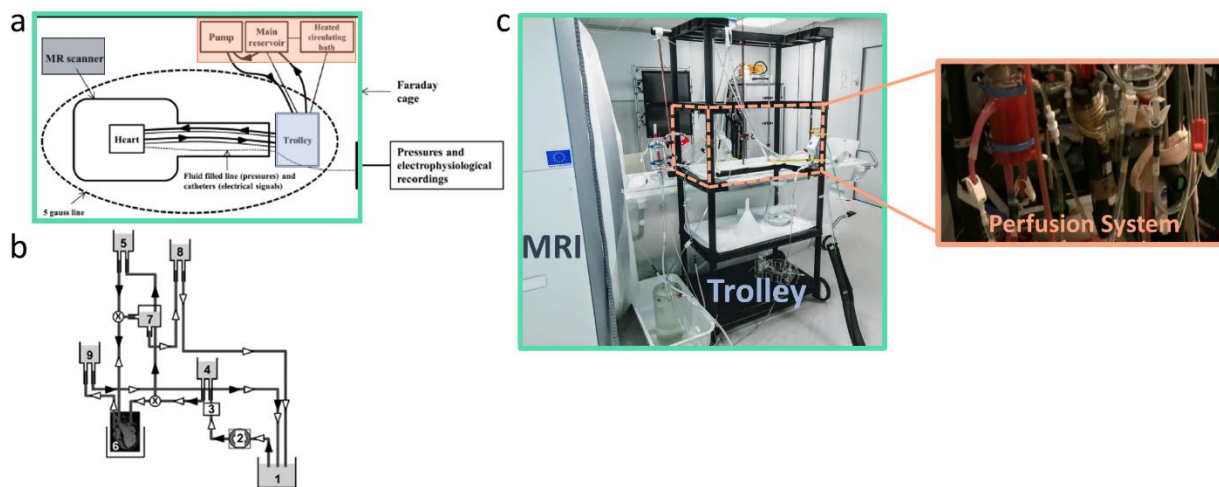 a
MR scanner
Pump
Main
reservoir
Heated
circulating
bath
Heart
Trolley
Fluid filled line (pressures) and
catheters (electrical signals)
5 gauss line
Faraday
cage
Pressures and
electrophysiological
recordings
b
5
8
X
7
9
4
X
3
6
2
1
c
MRI
Trolley
Perfusion System